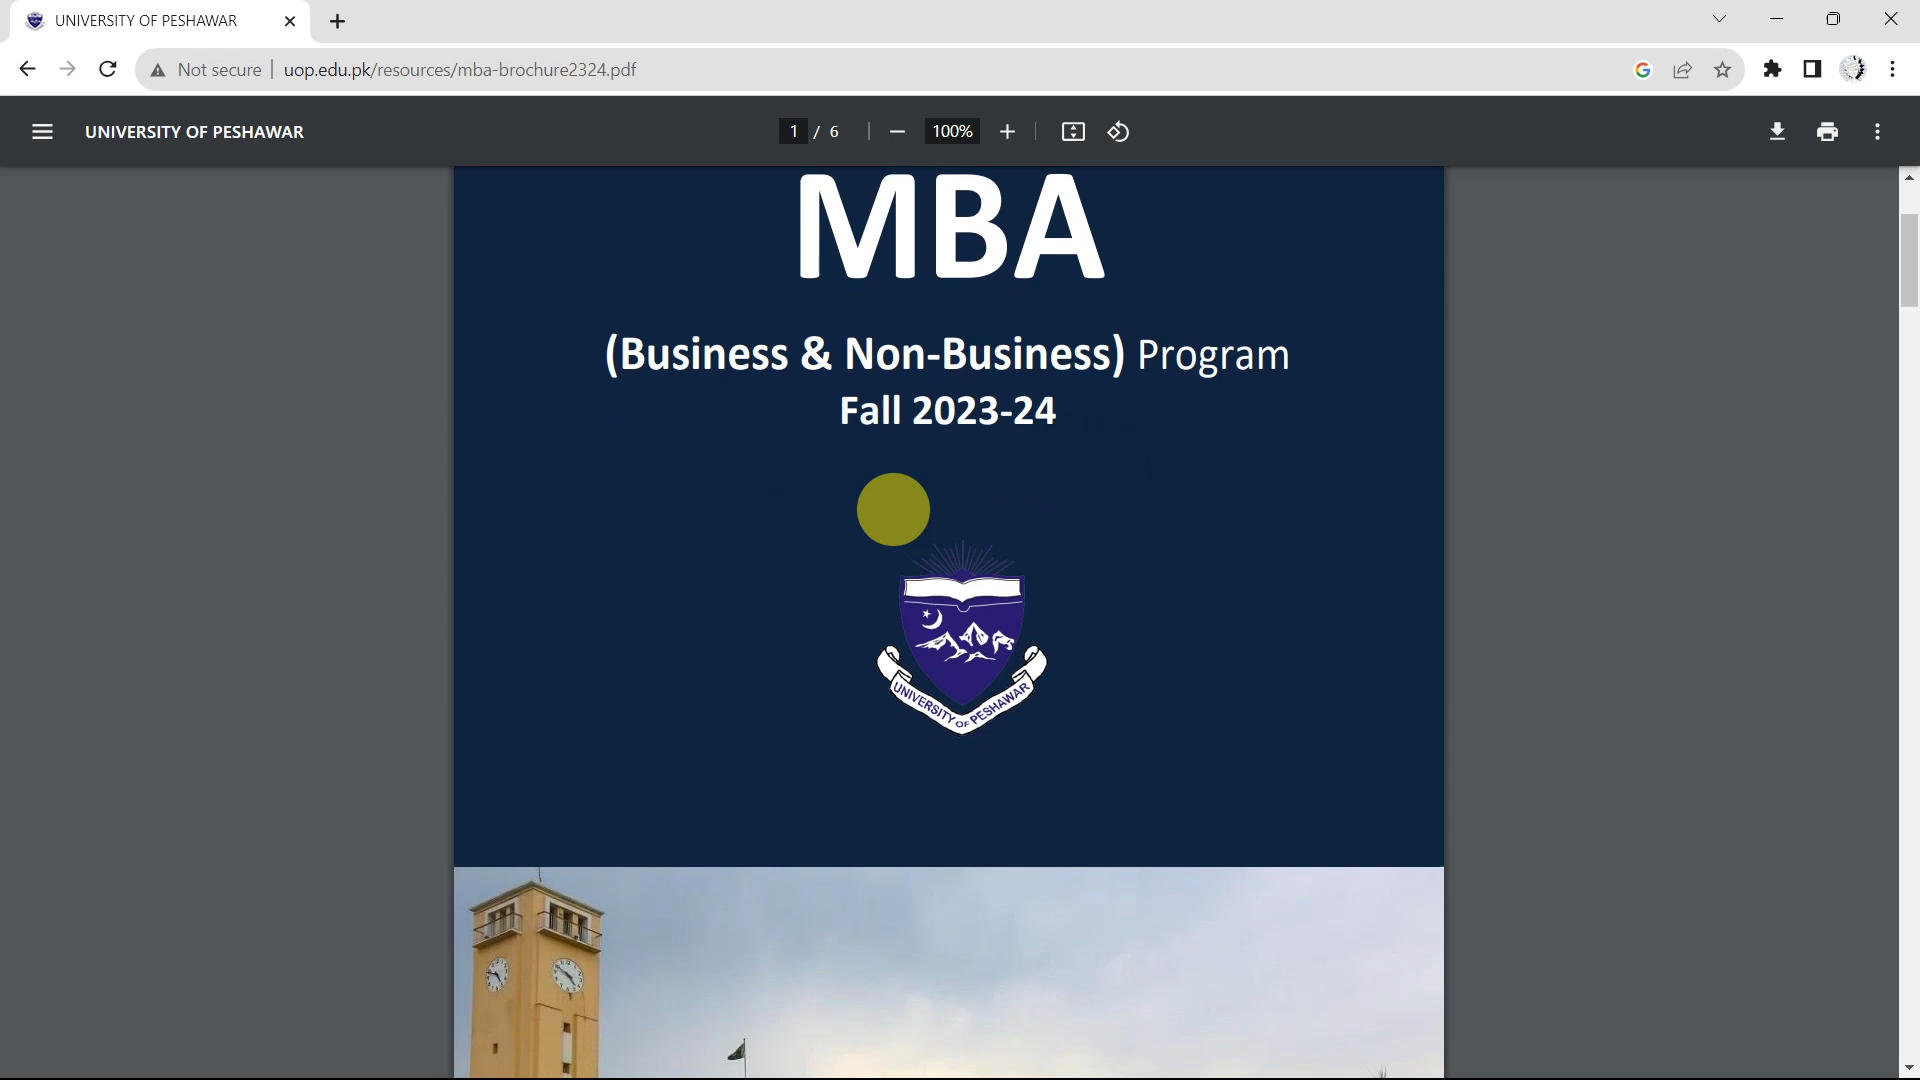 UNIVERSITY OF PESHAWAR
Not secure
uop.edu.pk/resources/mba-brochure2324.pdf
UNIVERSITY OF PESHAWAR
1 / 6
100%
MBA
(Business & Non-Business) Program
Fall 2023-24
UNIVERSITY OF PESHAWAR